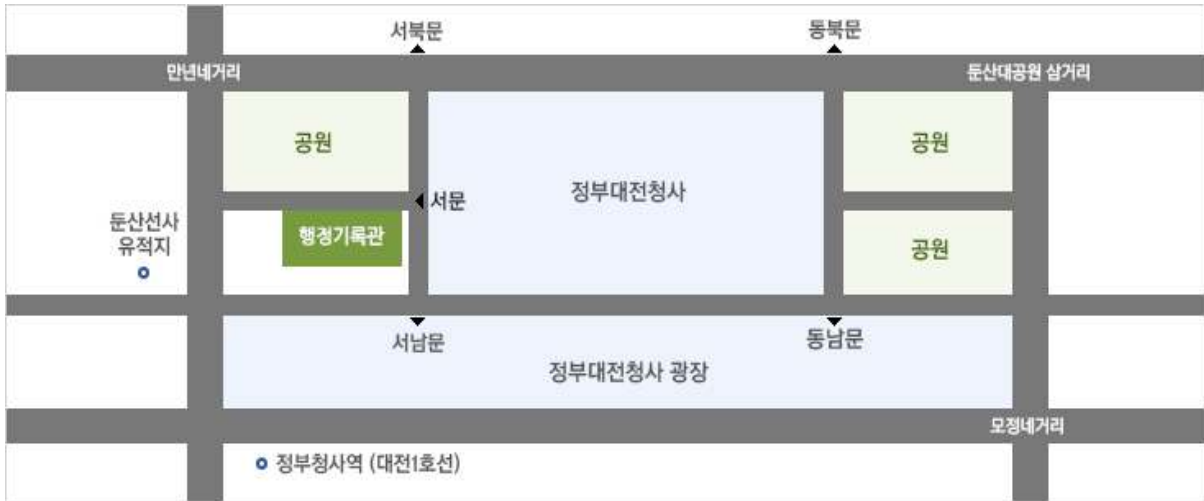 서북문
동북문
만년네거리
둔산대공원 삼거리
공원
정부대전청사
공원
서문
둔산선사
유적지
행정기록관
공원
서남문
동남문
정부대전청사 광장
모정네거리
정부청사역 (대전1호선)